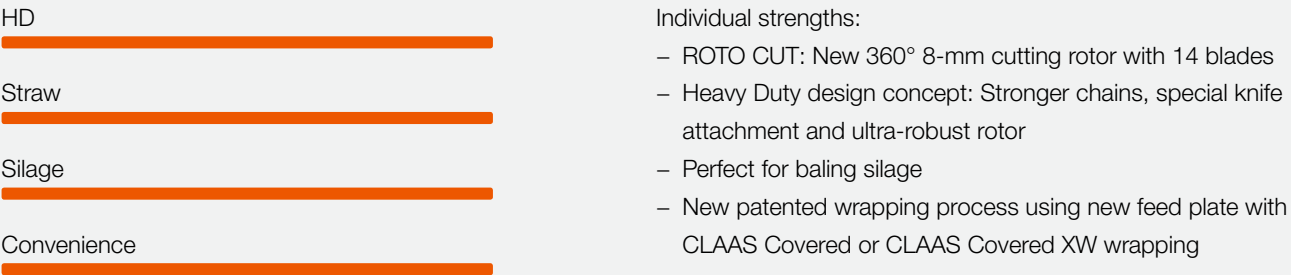 HD
Straw
Silage
Convenience
Individual strengths:
– ROTO CUT: New 360° 8-mm cutting rotor with 14 blades
– Heavy Duty design concept: Stronger chains, special knife
attachment and ultra-robust rotor
– Perfect for baling silage
– New patented wrapping process using new feed plate with
CLAAS Covered or CLAAS Covered XW wrapping